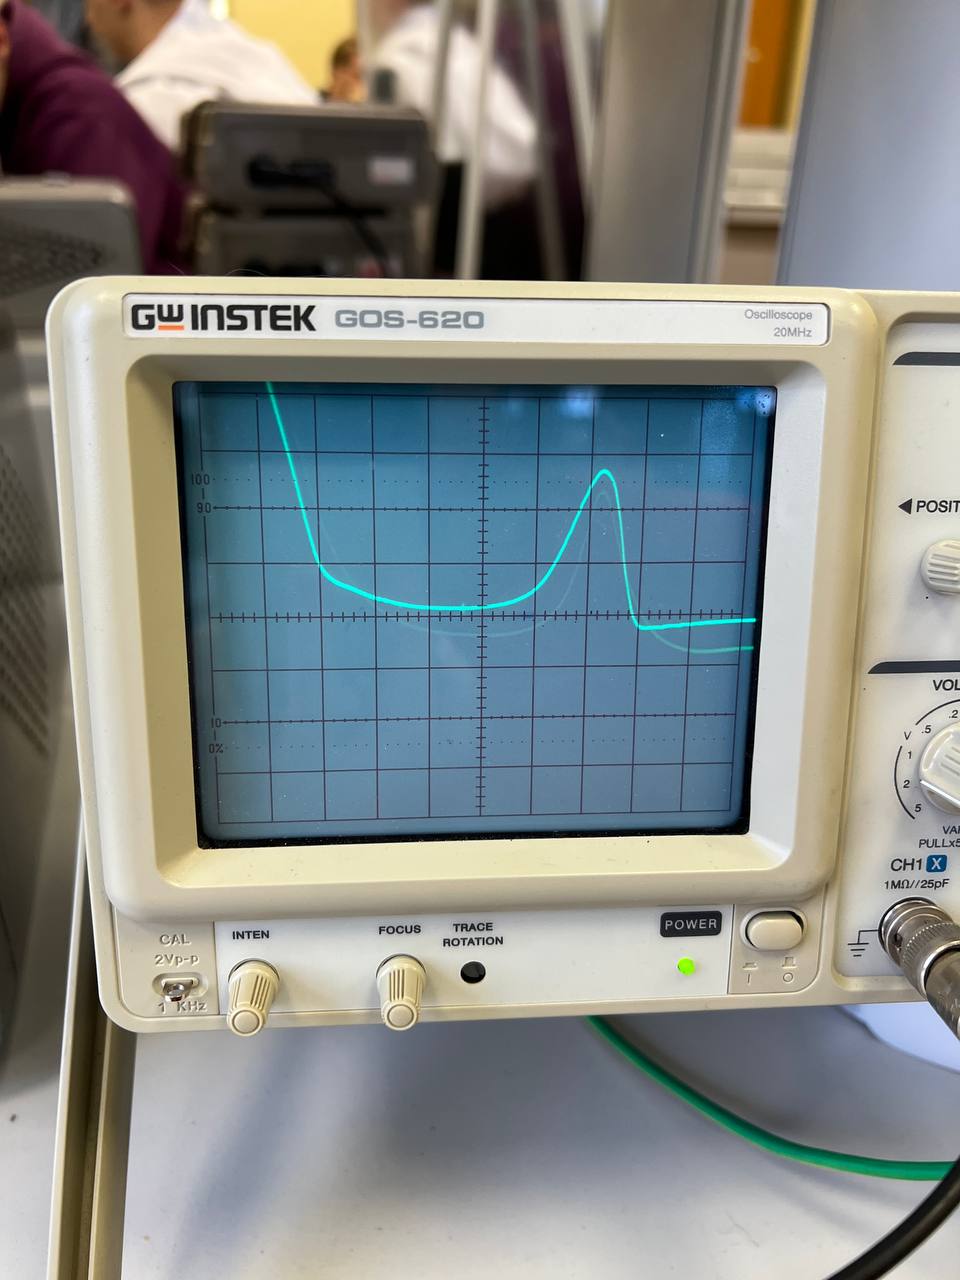 GW INSTEK GOS-620
Oscilloscope
20MHz
100
90
10
0%
◀POSIT
VOL
V
.5
.2
1
2
5
VAR
PULLx5
CH1 X
1MΩ//25pF
CAL
2Vp-p
1 KHz
INTEN
FOCUS
TRACE
ROTATION
POWER